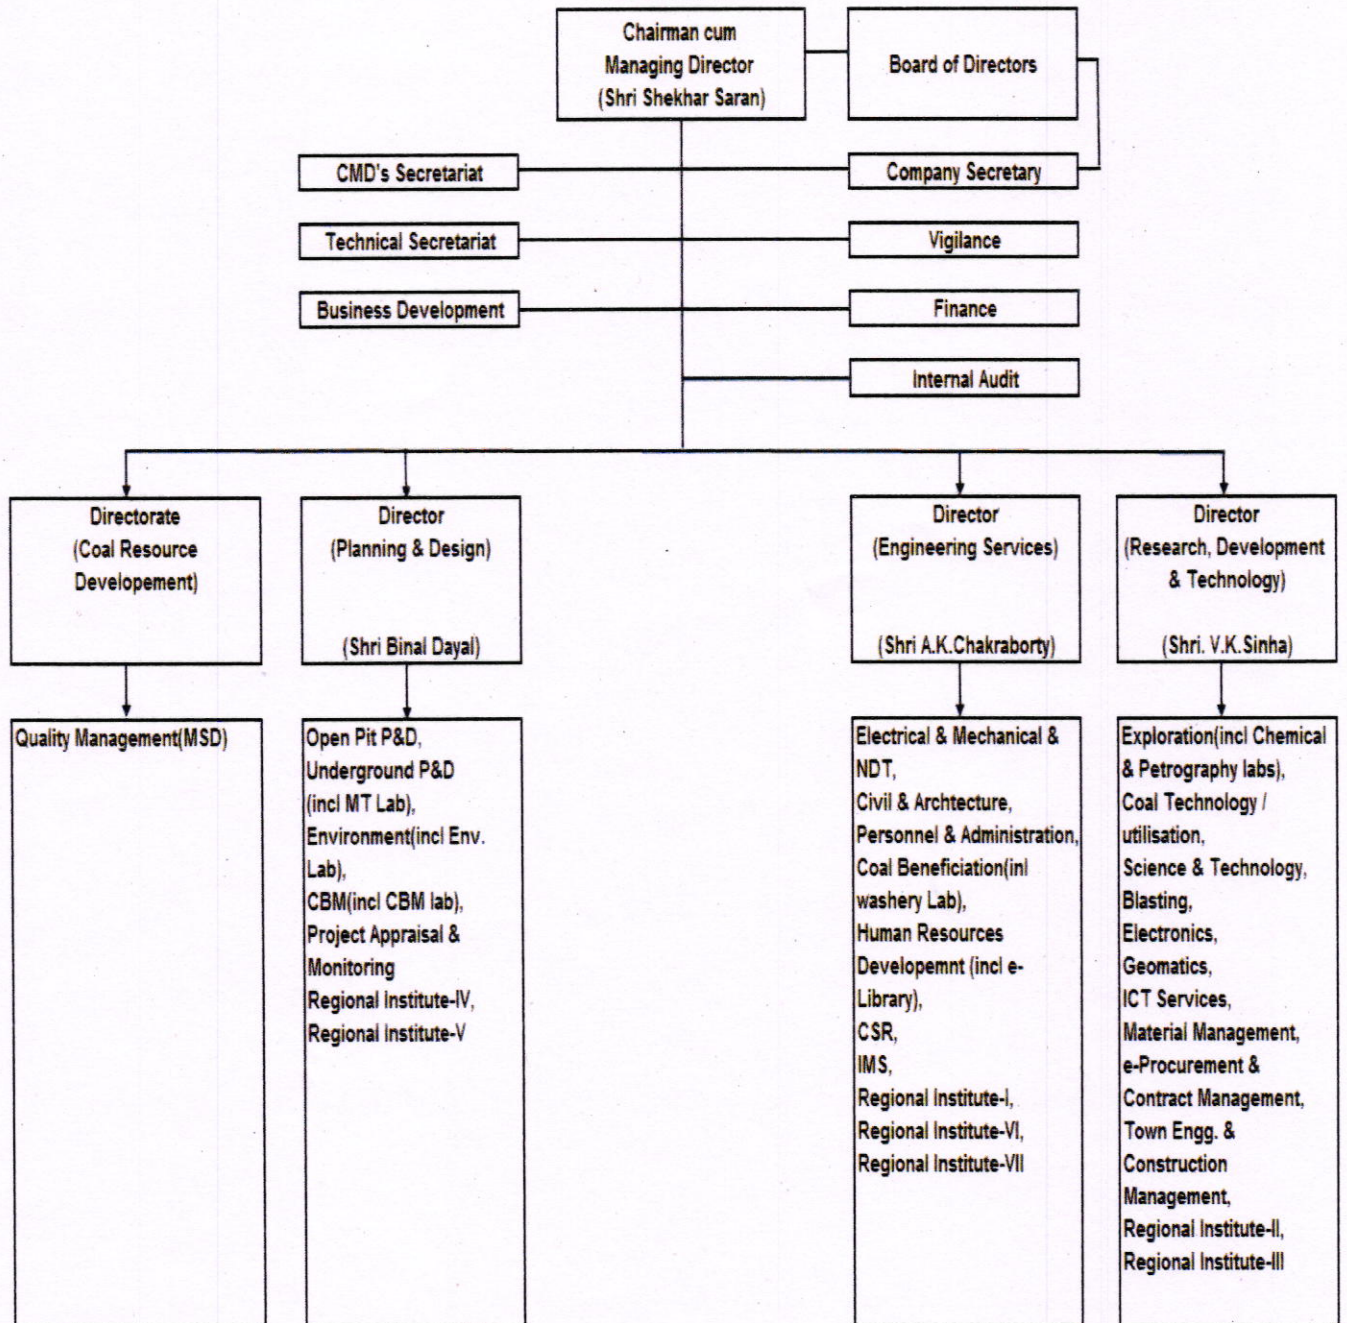 Chairman cum
Managing Director
(Shri Shekhar Saran)
Board of Directors
CMD's Secretariat
Company Secretary
Technical Secretariat
Vigilance
Business Development
Finance
Internal Audit
Directorate
(Coal Resource
Developement)
Director
(Planning & Design)
(Shri Binal Dayal)
Director
(Engineering Services)
(Shri A.K.Chakraborty)
Director
(Research, Development
& Technology)
(Shri. V.K.Sinha)
Quality Management(MSD)
Open Pit P&D,
Underground P&D
(incl MT Lab),
Environment(incl Env.
Lab),
CBM(incl CBM lab),
Project Appraisal &
Monitoring
Regional Institute-IV,
Regional Institute-V
Electrical & Mechanical &
NDT,
Civil & Archtecture,
Personnel & Administration,
Coal Beneficiation(inl
washery Lab),
Human Resources
Developemnt (incl e-
Library),
CSR,
IMS,
Regional Institute-I,
Regional Institute-VI,
Regional Institute-VII
Exploration(incl Chemical
& Petrography labs),
Coal Technology /
utilisation,
Science & Technology,
Blasting,
Electronics,
Geomatics,
ICT Services,
Material Management,
e-Procurement &
Contract Management,
Town Engg. &
Construction
Management,
Regional Institute-II,
Regional Institute-III